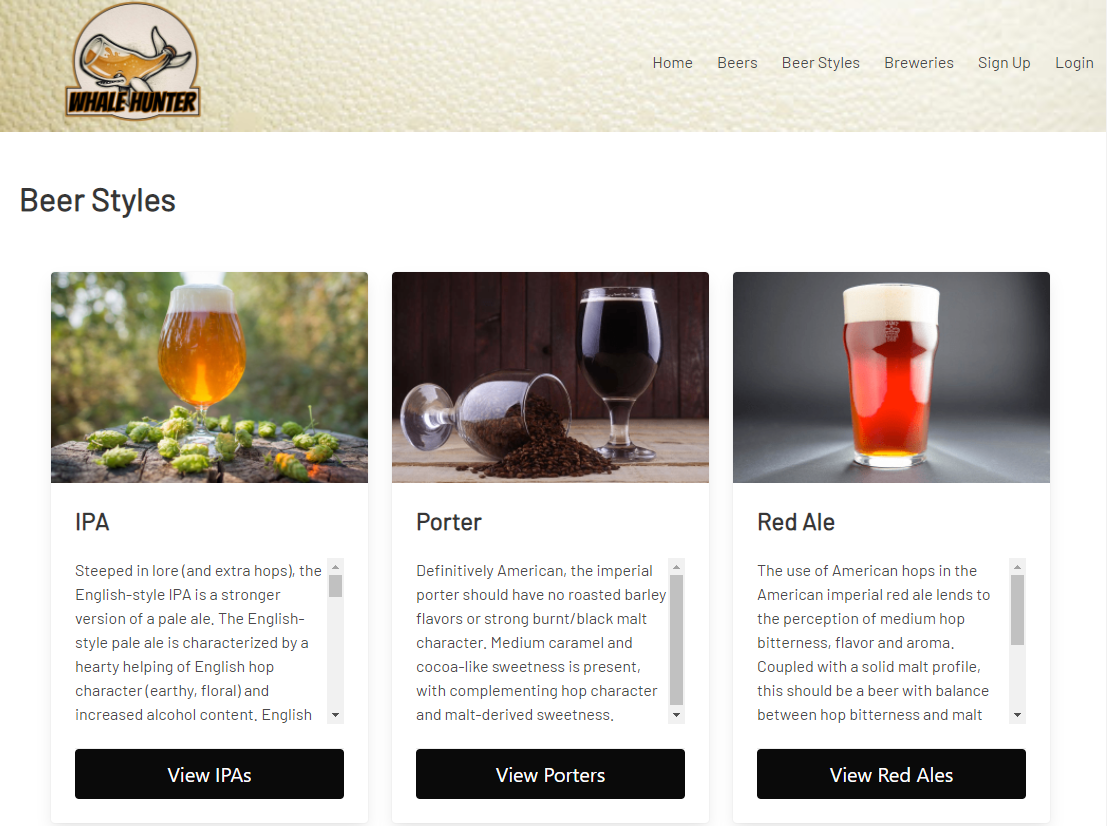 WHALE HUNTER
Home Beers Beer Styles Breweries Sign Up Login
Beer Styles
IPA
Steeped in lore (and extra hops), the
English-style IPA is a stronger
version of a pale ale. The English-
style pale ale is characterized by a
hearty helping of English hop
character (earthy, floral) and
increased alcohol content. English
View IPAs
Porter
Definitively American, the imperial
porter should have no roasted barley
flavors or strong burnt/black malt
character. Medium caramel and
cocoa-like sweetness is present,
with complementing hop character
and malt-derived sweetness.
View Porters
Red Ale
The use of American hops in the
American imperial red ale lends to
the perception of medium hop
bitterness, flavor and aroma.
Coupled with a solid malt profile,
this should be a beer with balance
between hop bitterness and malt
View Red Ales